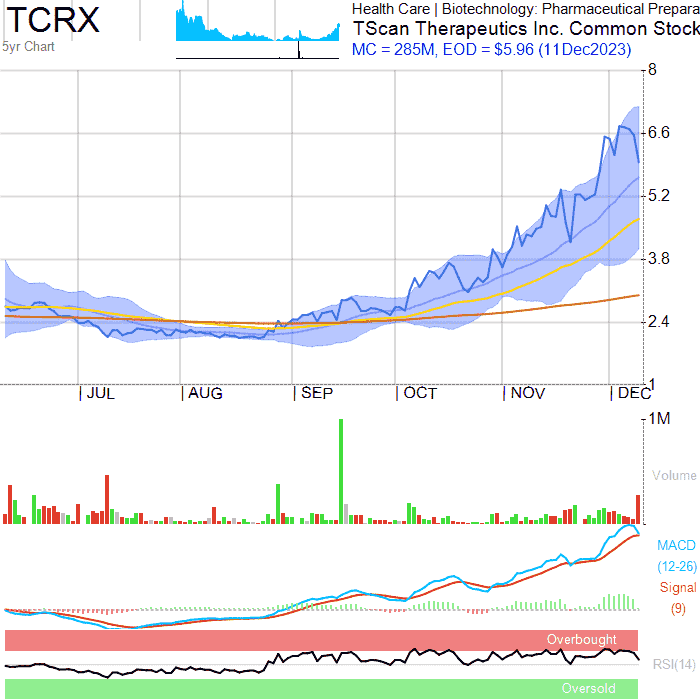 TCRX
5yr Chart
Health Care | Biotechnology: Pharmaceutical Prepara
TScan Therapeutics Inc. Common Stock
MC = 285M, EOD = $5.96 (11Dec2023)
8
6.6
5.2
3.8
2.4
1
JUL AUG SEP OCT NOV DEC
1M
Volume
MACD
(12-26)
Signal
(9)
Overbought
RSI(14)
Oversold